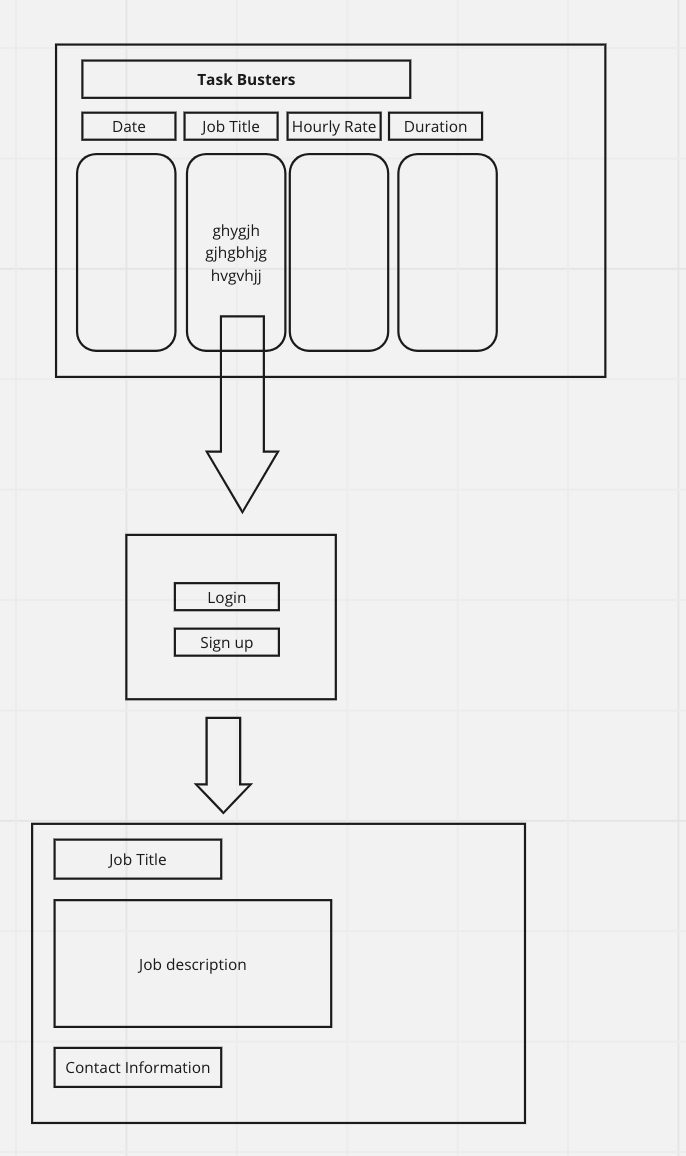 Task Busters
Date
Job Title
Hourly Rate
Duration
ghygjh
gjhgbhjg
hvgvhjj
Login
Sign up
Job Title
Job description
Contact Information